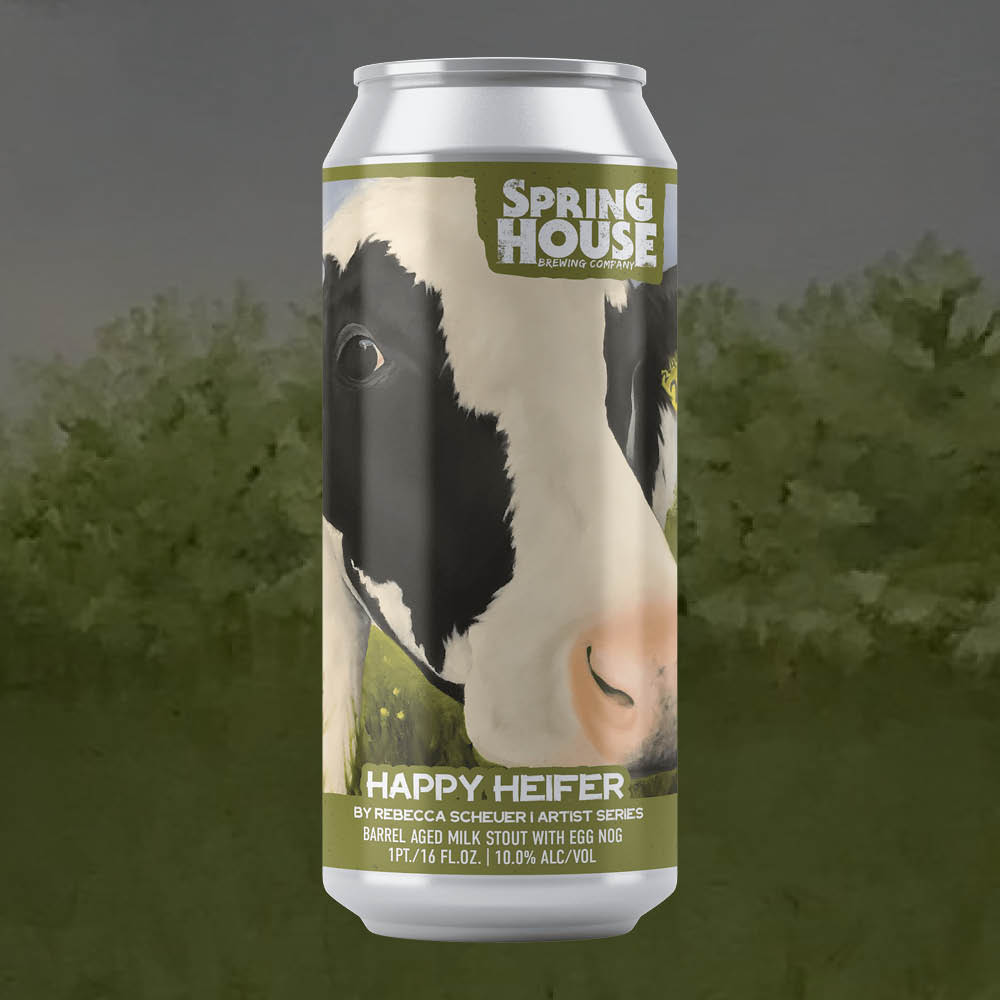 SPRING
HOUSE
BREWING COMPANY
HAPPY HEIFER
BY REBECCA SCHEUER | ARTIST SERIES
BARREL AGED MILK STOUT WITH EGG NOG
1PT./16 FL.OZ. | 10.0% ALC/VOL